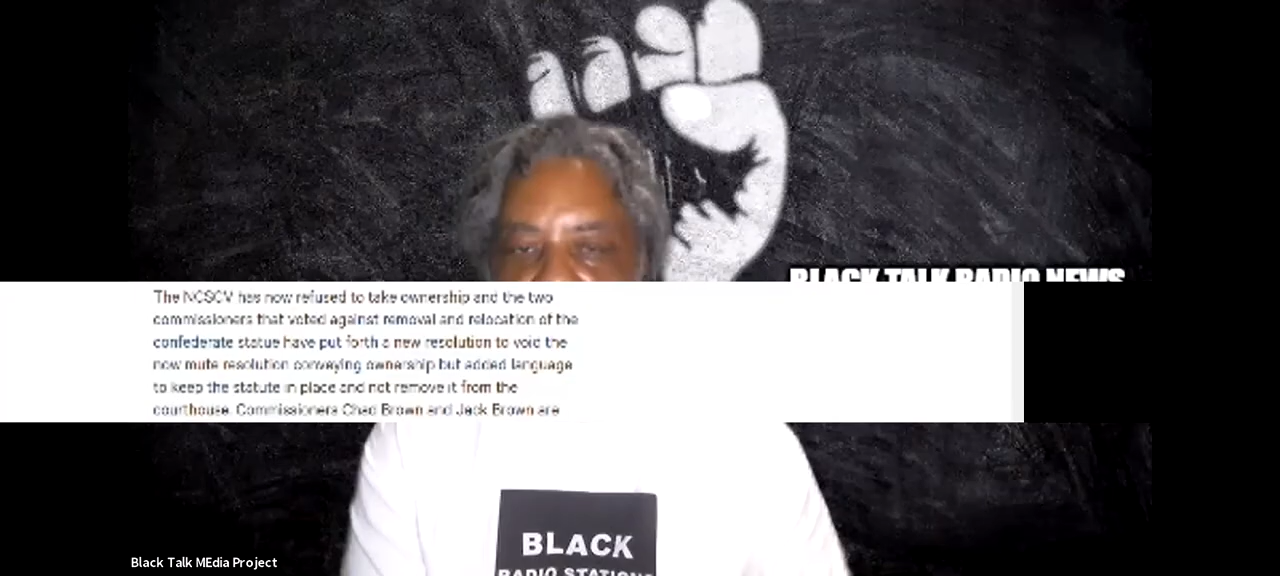 BLACK TALK RADIO NEWS
The NCSCV has now refused to take ownership and the two
commissioners that voted against removal and relocation of the
confederate statue have put forth a new resolution to void the
now mute resolution conveying ownership but added language
to keep the statute in place and not remove it from the
courthouse. Commissioners Chad Brown and Jack Brown are
BLACK
RADIO STATIONS
Black Talk MEdia Project